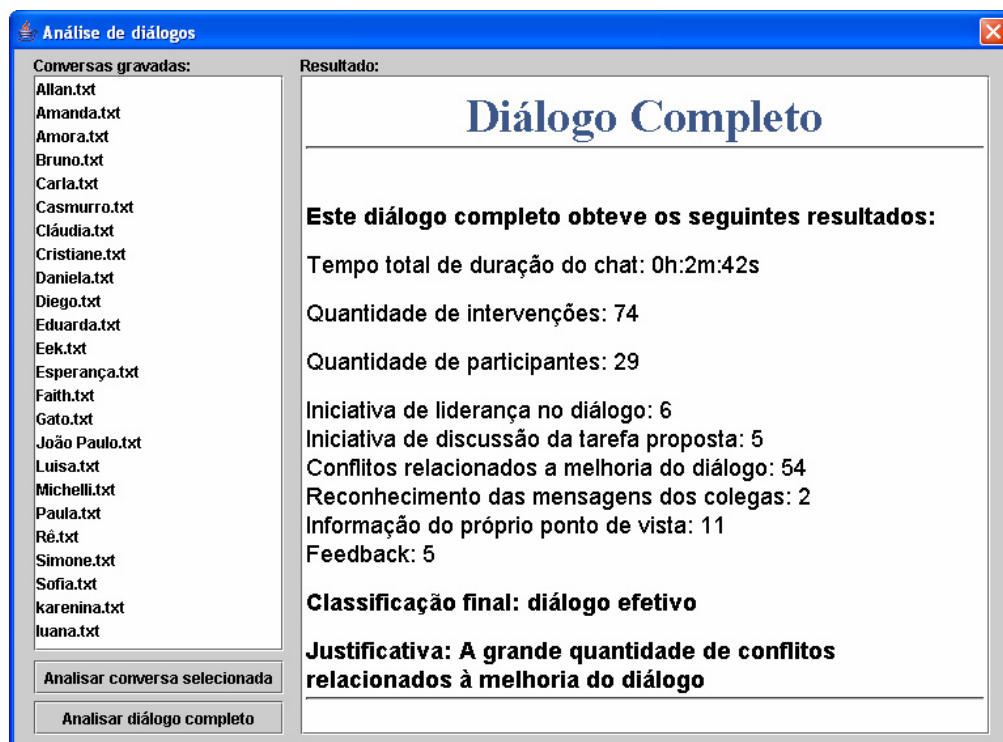 Análise de diálogos
Conversas gravadas:
Allan.txt
Amanda.txt
Amora.txt
Bruno.txt
Carla.txt
Casmurro.txt
Cláudia.txt
Cristiane.txt
Daniela.txt
Diego.txt
Eduarda.txt
Eek.txt
Esperança.txt
Faith.txt
Gato.txt
João Paulo.txt
Luisa.txt
Michelli.txt
Paula.txt
Rê.txt
Simone.txt
Sofia.txt
karenina.txt
luana.txt
Analisar conversa selecionada
Analisar diálogo completo
Resultado:
Diálogo Completo
Este diálogo completo obteve os seguintes resultados:
Tempo total de duração do chat: 0h:2m:42s
Quantidade de intervenções: 74
Quantidade de participantes: 29
Iniciativa de liderança no diálogo: 6
Iniciativa de discussão da tarefa proposta: 5
Conflitos relacionados a melhoria do diálogo: 54
Reconhecimento das mensagens dos colegas: 2
Informação do próprio ponto de vista: 11
Feedback: 5
Classificação final: diálogo efetivo
Justificativa: A grande quantidade de conflitos
relacionados à melhoria do diálogo